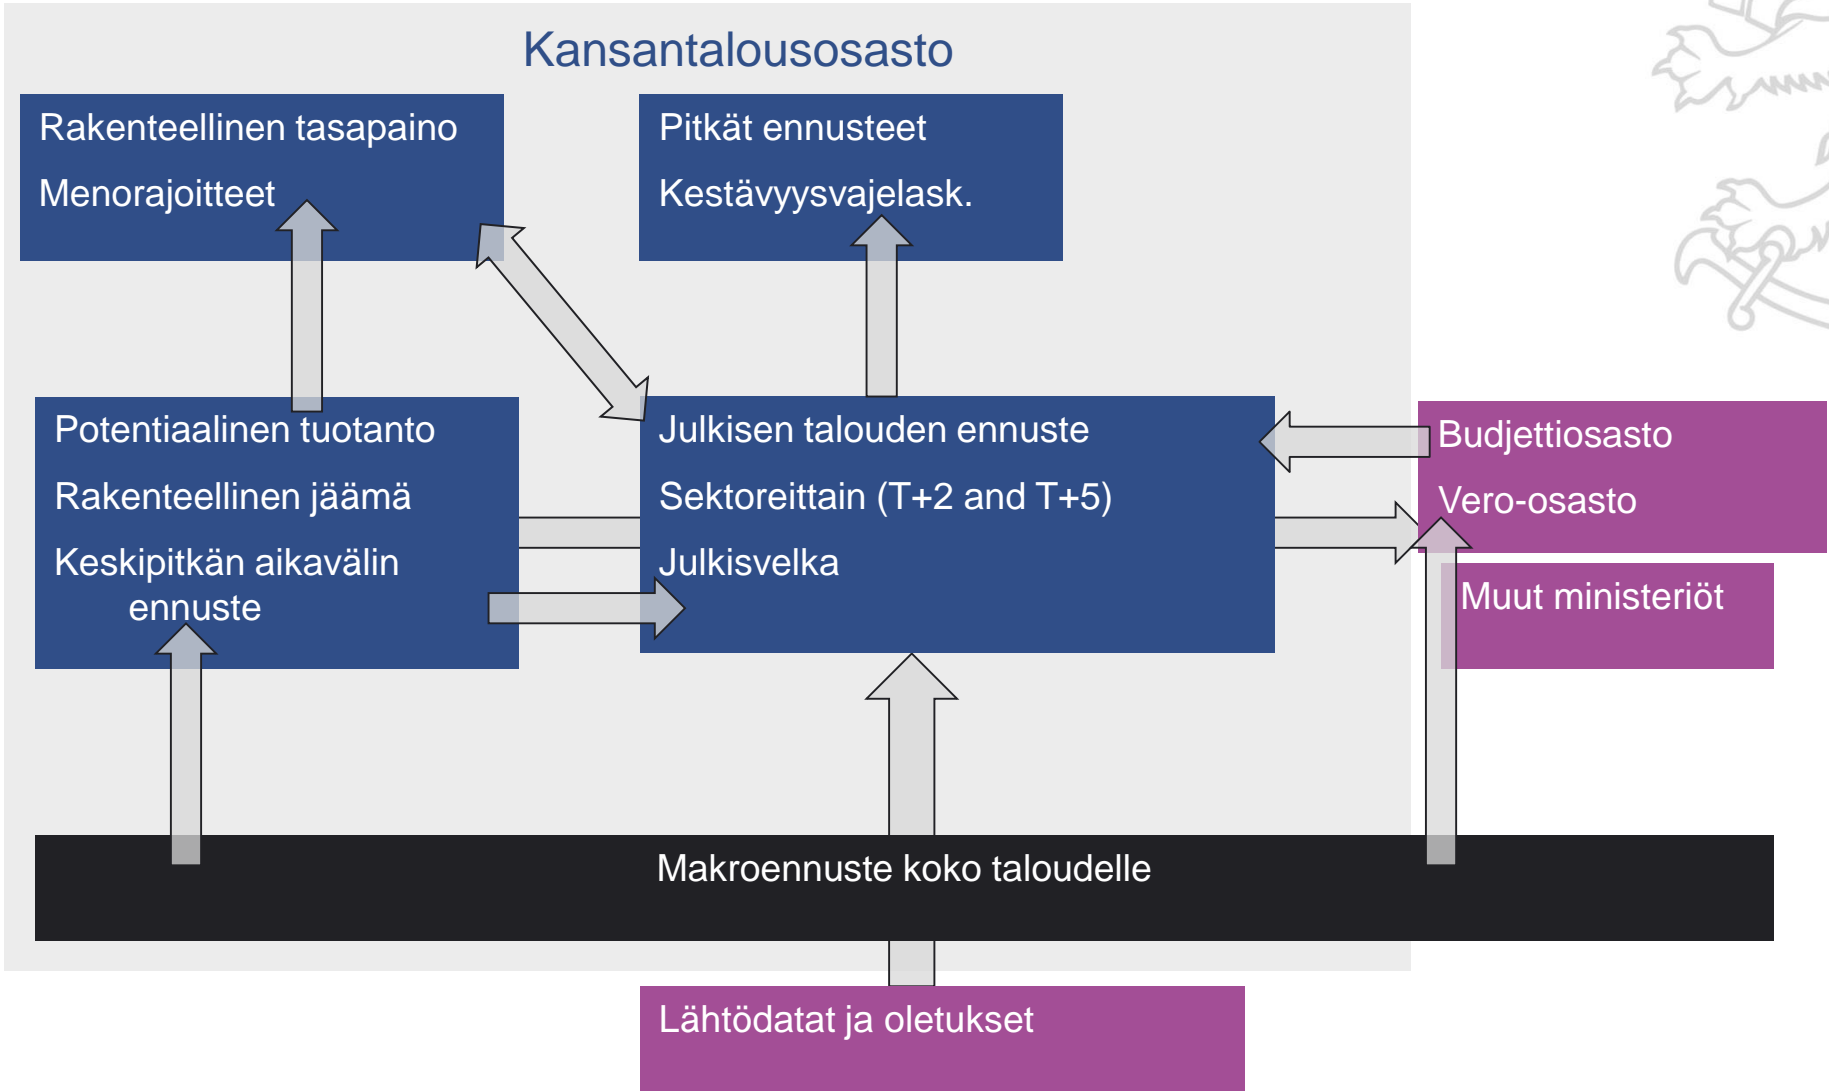 Kansantalousosasto
Rakenteellinen tasapaino
Menorajoitteet
Pitkät ennusteet
Kestävyysvajelask.
Potentiaalinen tuotanto
Rakenteellinen jäämä
Keskipitkän aikavälin
ennuste
Julkisen talouden ennuste
Sektoreittain (T+2 and T+5)
Julkisvelka
Budjettiosasto
Vero-osasto
Muut ministeriöt
Makroennuste koko taloudelle
Lähtödatat ja oletukset